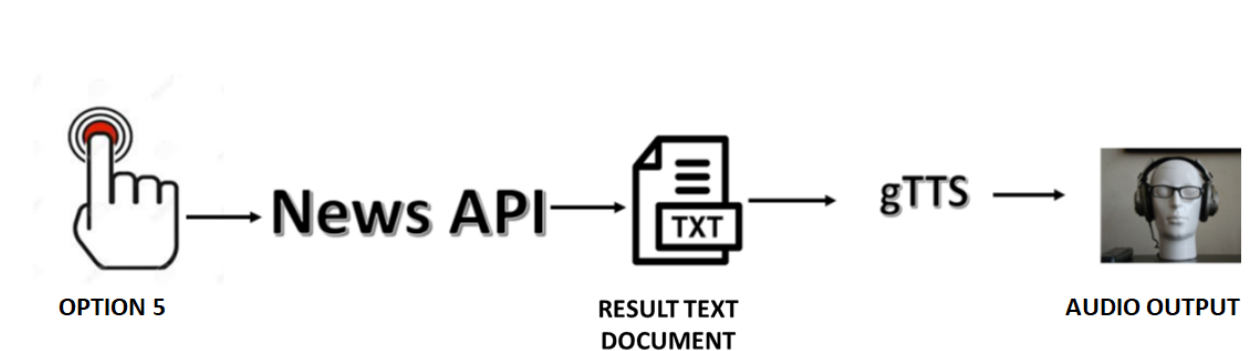 News API
TXT
gTTS
OPTION 5
RESULT TEXT
DOCUMENT
AUDIO OUTPUT